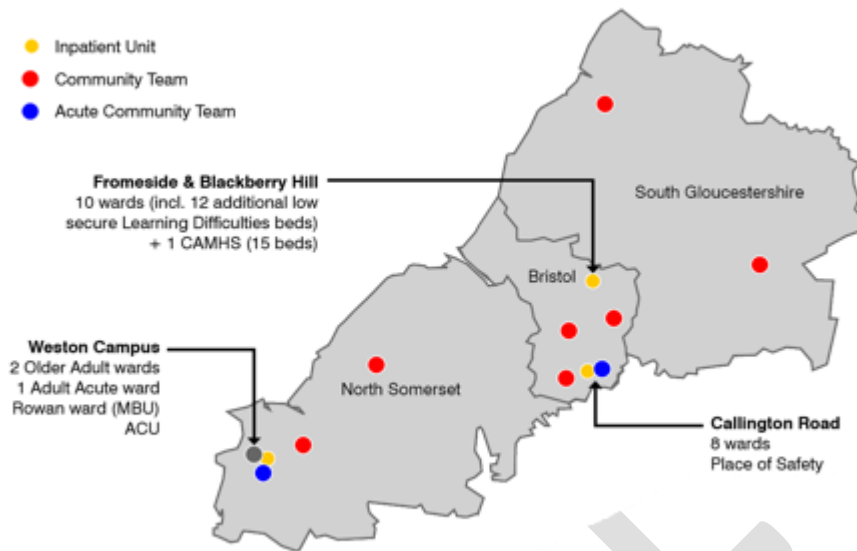 Inpatient Unit
Community Team
Acute Community Team
Fromeside & Blackberry Hill
10 wards (incl. 12 additional low
secure Learning Difficulties beds)
+ 1 CAMHS (15 beds)
South Gloucestershire
Bristol
Weston Campus
2 Older Adult wards
1 Adult Acute ward
Rowan ward (MBU)
ACU
North Somerset
Callington Road
8 wards
Place of Safety